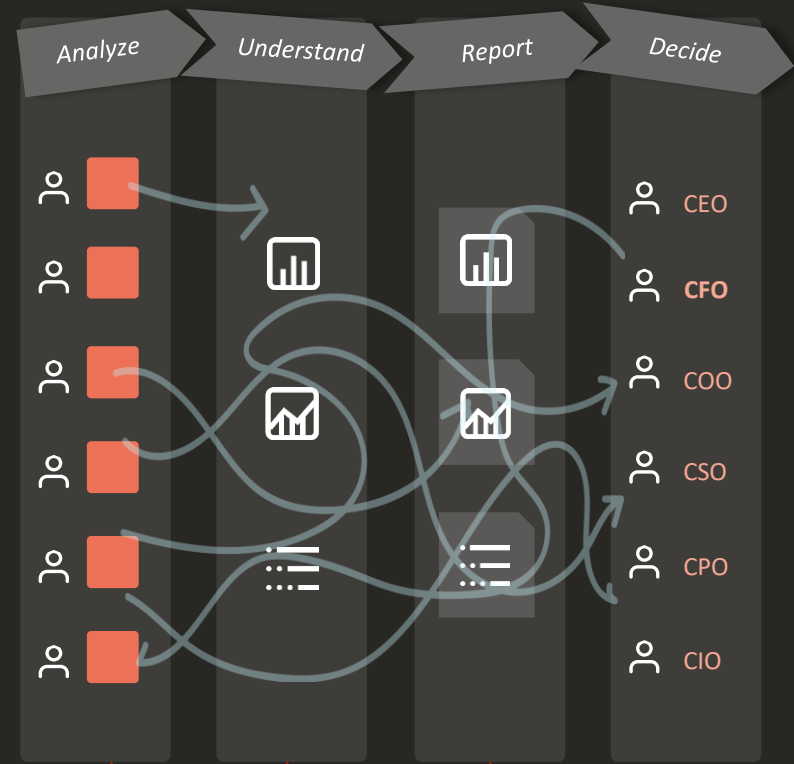 Analyze
Understand
Report
Decide
CEO
CFO
COO
CSO
CPO
CIO